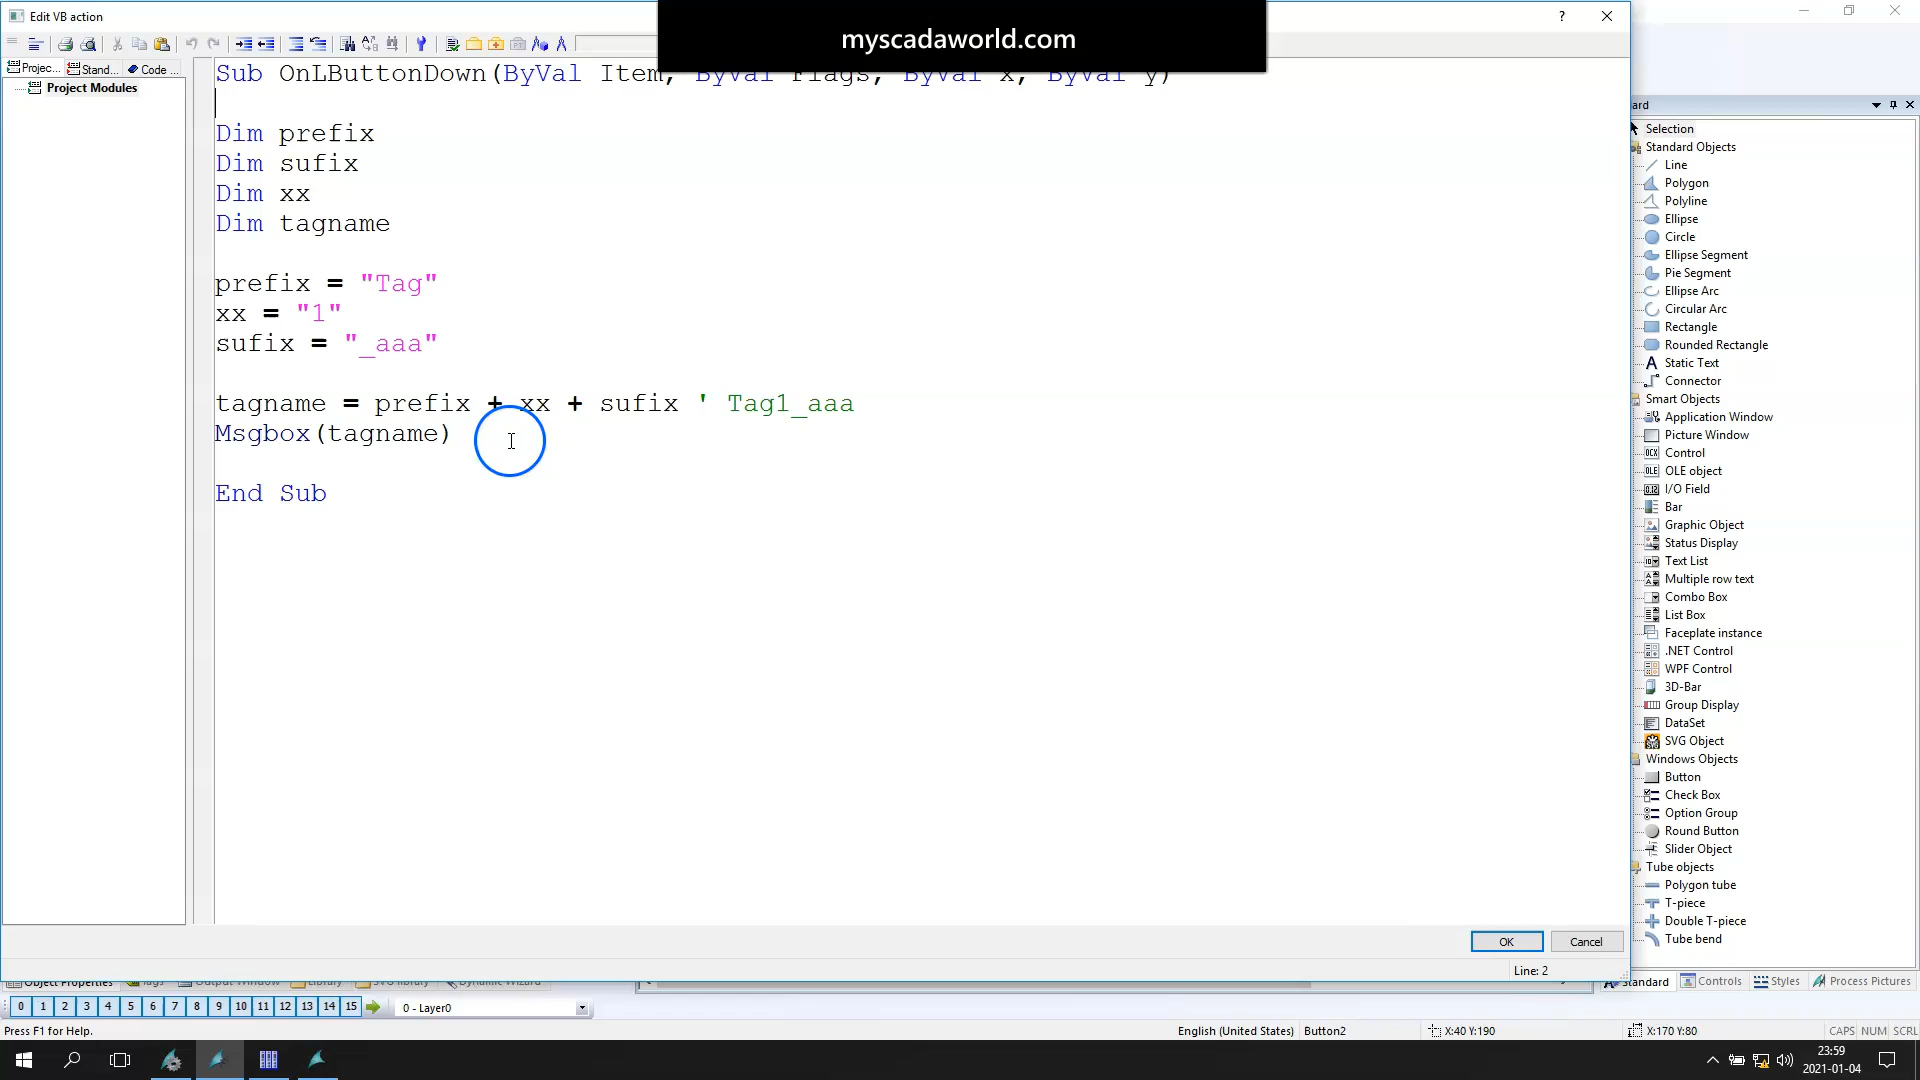 Edit VB action
myscadaworld.com
?
Projec...
Stand...
Code ...
Project Modules
Sub OnLButtonDown(ByVal Item, ByVal Flags, ByVal x, ByVal y)
Dim prefix
Dim sufix
Dim xx
Dim tagname
prefix = "Tag"
xx = "1"
sufix = "_aaa"
tagname = prefix + xx + sufix ' Tag1_aaa
Msgbox(tagname)
End Sub
OK
Cancel
Line: 2
ard
Selection
Standard Objects
Line
Polygon
Polyline
Ellipse
Circle
Ellipse Segment
Pie Segment
Ellipse Arc
Circular Arc
Rectangle
Rounded Rectangle
Static Text
Connector
Smart Objects
Application Window
Picture Window
Control
OLE object
I/O Field
Bar
Graphic Object
Status Display
Text List
Multiple row text
Combo Box
List Box
Faceplate instance
.NET Control
WPF Control
3D-Bar
Group Display
DataSet
SVG Object
Windows Objects
Button
Check Box
Option Group
Round Button
Slider Object
Tube objects
Polygon tube
T-piece
Double T-piece
Tube bend
Object Properties Tags Output Window Library SVG library Dynamic Wizard
Standard Controls Styles Process Pictures
0 1 2 3 4 5 6 7 8 9 10 11 12 13 14 15 0 - Layer0
Press F1 for Help.
English (United States) Button2 X:40 Y:190 X:170 Y:80 CAPS NUM SCRL
23:59
2021-01-04